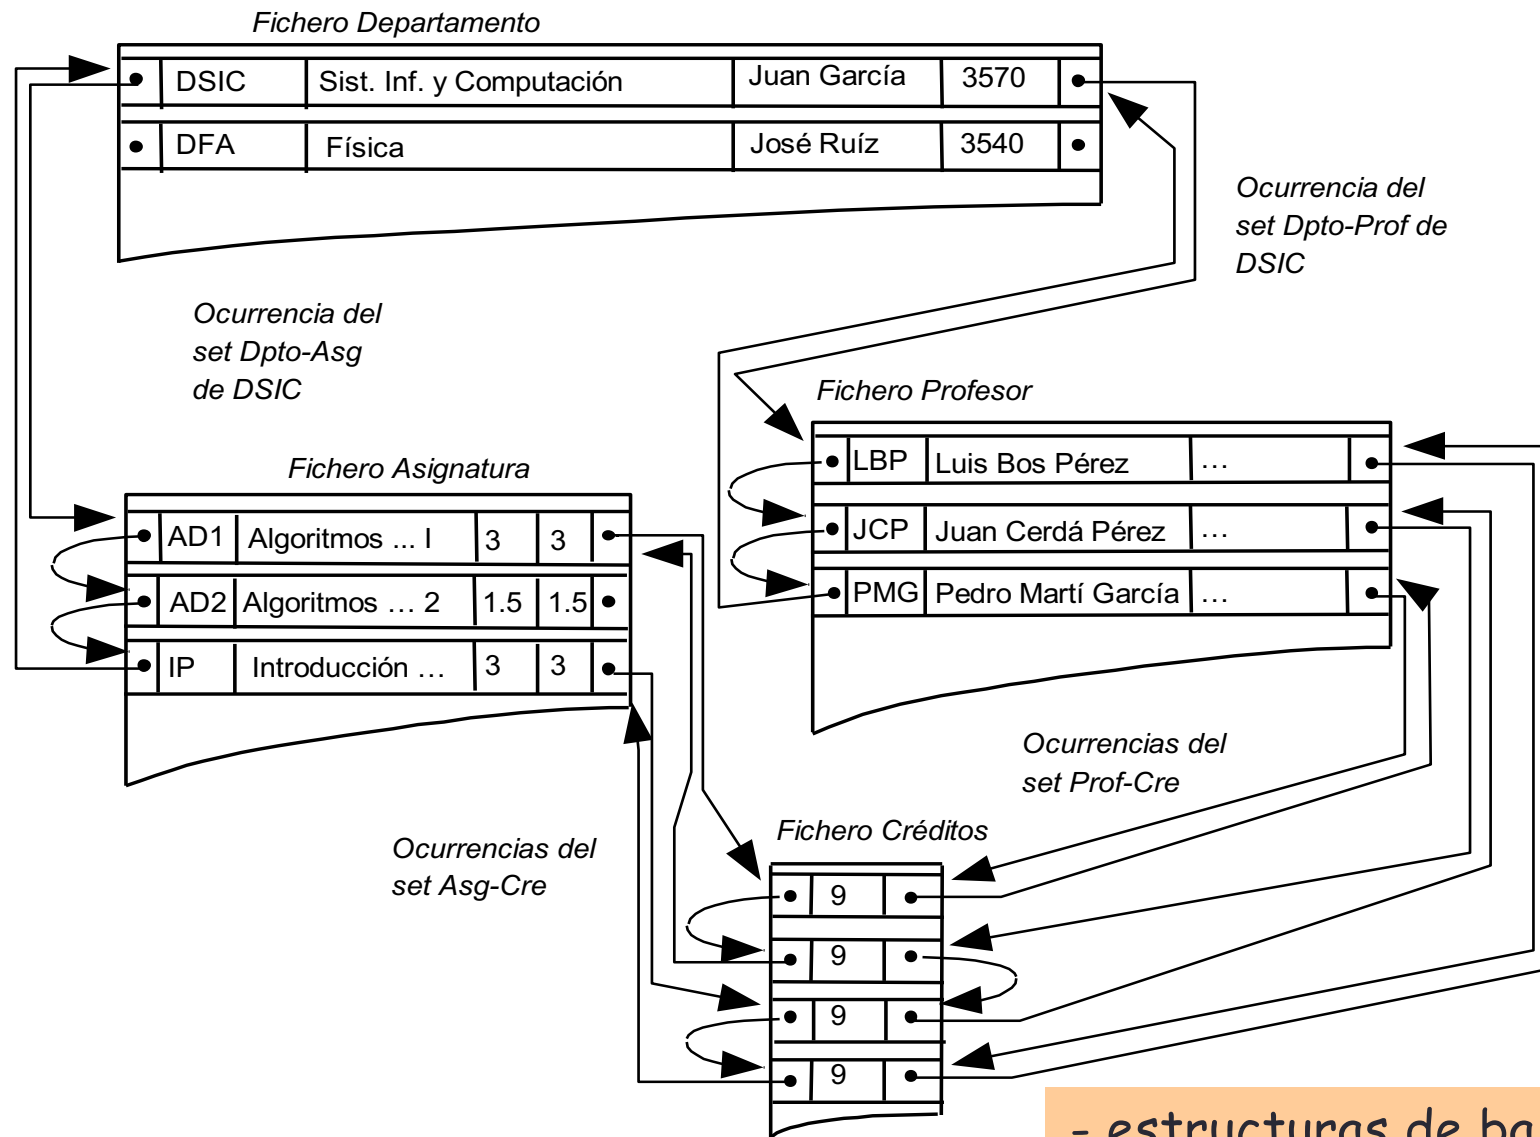 Fichero Departamento
DSIC Sist. Inf. y Computación Juan García 3570
DFA Física José Ruíz 3540
Ocurrencia del
set Dpto-Prof de
DSIC
Ocurrencia del
set Dpto-Asg
de DSIC
Fichero Profesor
LBP Luis Bos Pérez ...
JCP Juan Cerdá Pérez ...
PMG Pedro Martí García ...
Fichero Asignatura
AD1 Algoritmos ... I 3 3
AD2 Algoritmos ... 2 1.5 1.5
IP Introducción ... 3 3
Ocurrencias del
set Prof-Cre
Ocurrencias del
set Asg-Cre
Fichero Créditos
9
9
9
9
- estructuras de